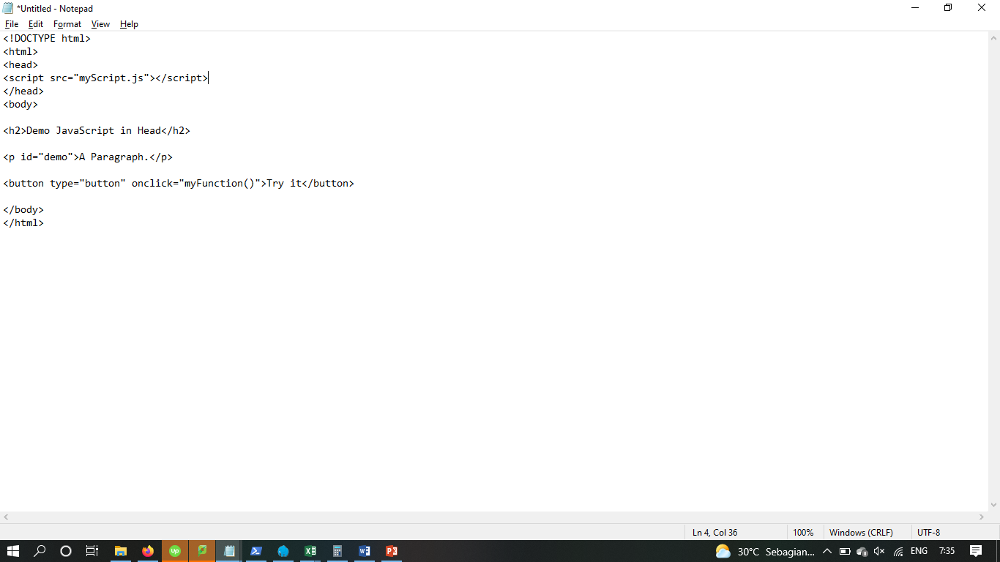 *Untitled - Notepad
File Edit Format View Help
<!DOCTYPE html>
<html>
<head>
<script src="myScript.js"></script>
</head>
<body>
<h2>Demo JavaScript in Head</h2>
<p id="demo">A Paragraph.</p>
<button type="button" onclick="myFunction()">Try it</button>
</body>
</html>
Ln 4, Col 36 100% Windows (CRLF) UTF-8
Up 30°C Sebagian... ENG 7:35